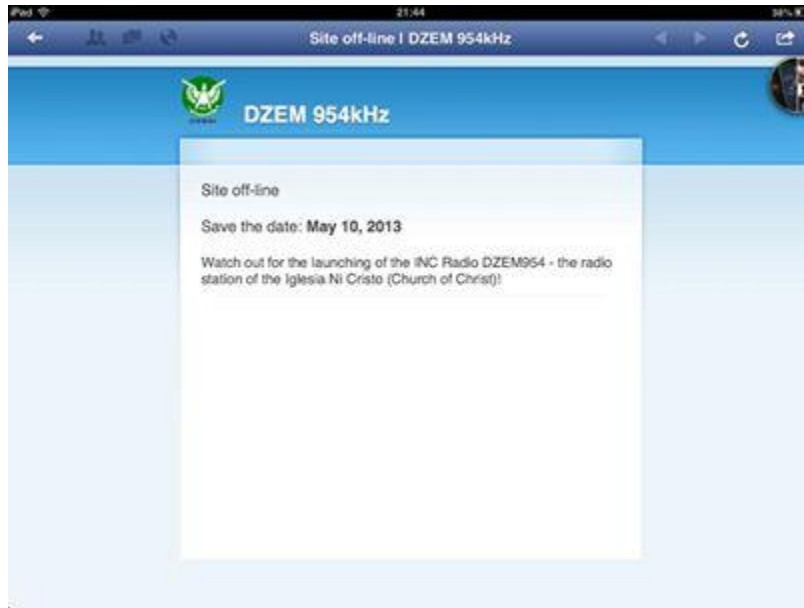 iPad
21:44
38%
Site off-line | DZEM 954kHz
DZEM 954kHz
Site off-line
Save the date: May 10, 2013
Watch out for the launching of the INC Radio DZEM954 - the radio
station of the Iglesia Ni Cristo (Church of Christ)!